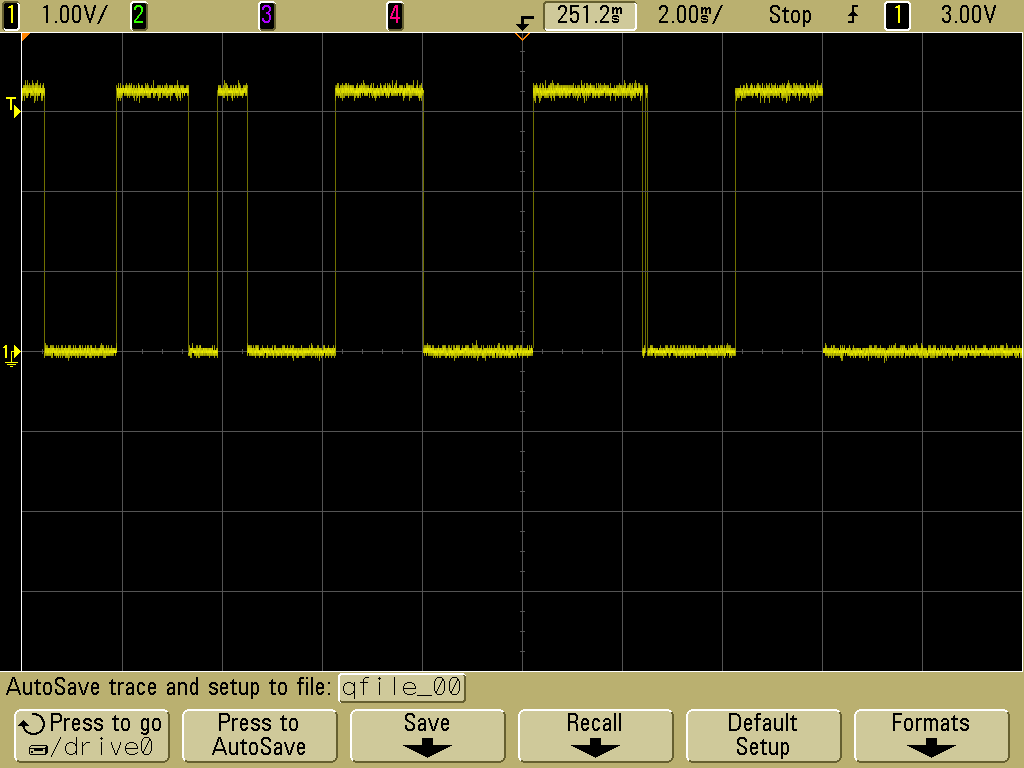 1 1.00V/ 2 3 4 251.2ms 2.00ms/ Stop 1 3.00V
T
1
AutoSave trace and setup to file: qfile_00
Press to go
/drive0
Press to
AutoSave
Save
Recall
Default
Setup
Formats